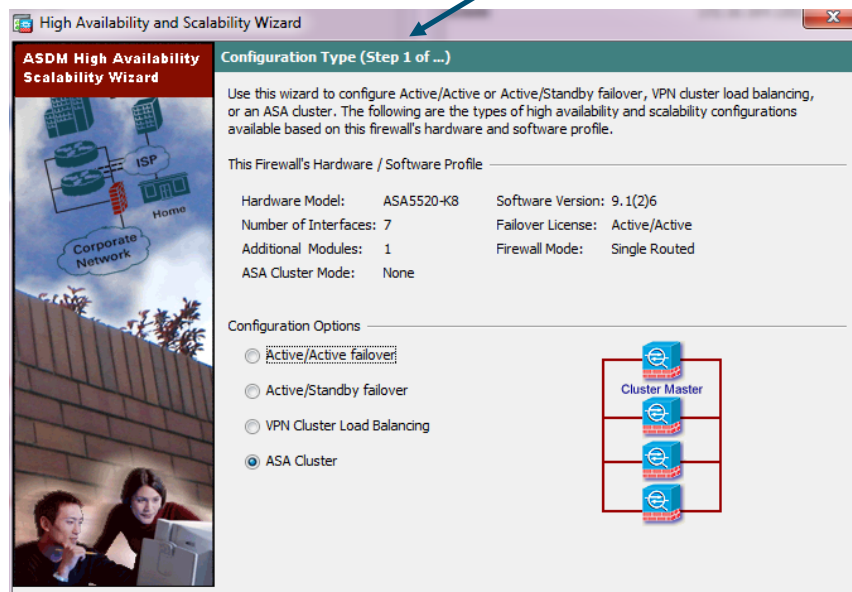 High Availability and Scalability Wizard
ASDM High Availability
Scalability Wizard
ISP
Home
Corporate
Network
Configuration Type (Step 1 of ...)
Use this wizard to configure Active/Active or Active/Standby failover, VPN cluster load balancing,
or an ASA cluster. The following are the types of high availability and scalability configurations
available based on this firewall's hardware and software profile.
This Firewall's Hardware / Software Profile
Hardware Model: ASA5520-K8 Software Version: 9.1(2)6
Number of Interfaces: 7 Failover License: Active/Active
Additional Modules: 1 Firewall Mode: Single Routed
ASA Cluster Mode: None
Configuration Options
Active/Active failover
Active/Standby failover
VPN Cluster Load Balancing
ASA Cluster
Cluster Master